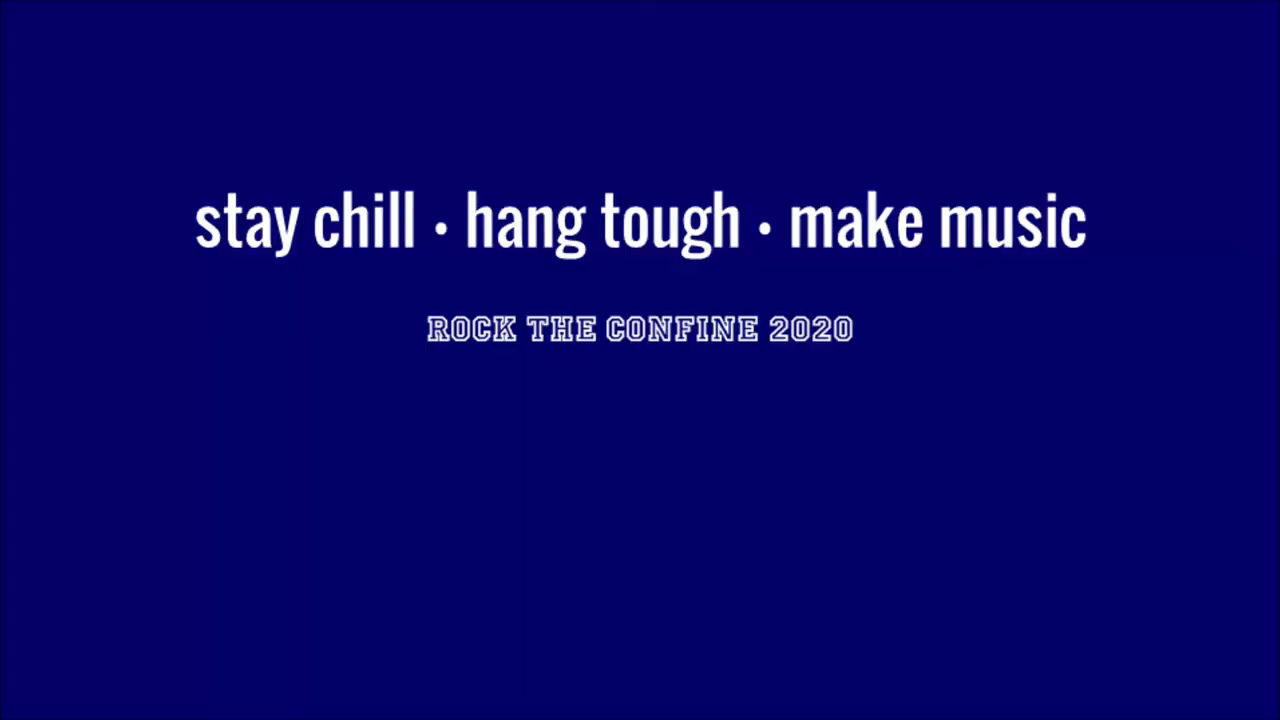 stay chill • hang tough • make music
ROCK THE CONFINE 2020